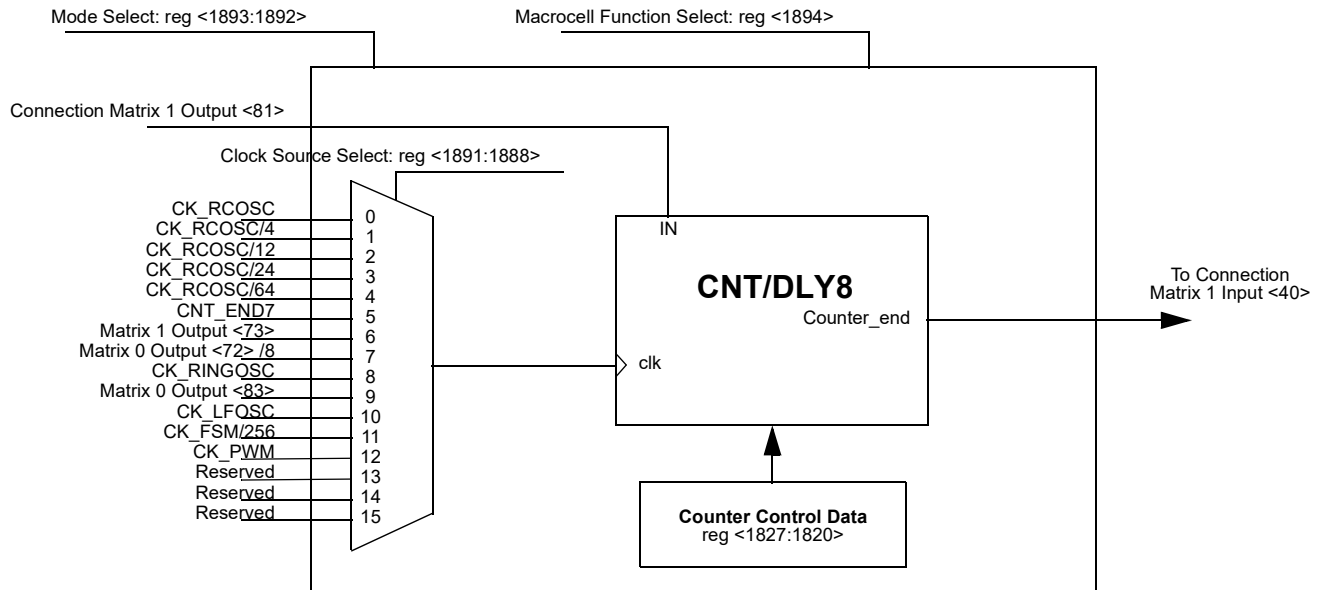 Mode Select: reg <1893:1892>
Macrocell Function Select: reg <1894>
Connection Matrix 1 Output <81>
Clock Source Select: reg <1891:1888>
CK_RCOSC
0
CK_RCOSC/4
1
CK_RCOSC/12
2
CK_RCOSC/24
3
CK_RCOSC/64
4
CNT_END7
5
Matrix 1 Output <73>
6
Matrix 0 Output <72> /8
7
CK_RINGOSC
8
Matrix 0 Output <83>
9
CK_LFOSC
10
CK_FSM/256
11
CK_PWM
12
Reserved
13
Reserved
14
Reserved
15
IN
CNT/DLY8
Counter_end
clk
To Connection
Matrix 1 Input <40>
Counter Control Data
reg <1827:1820>